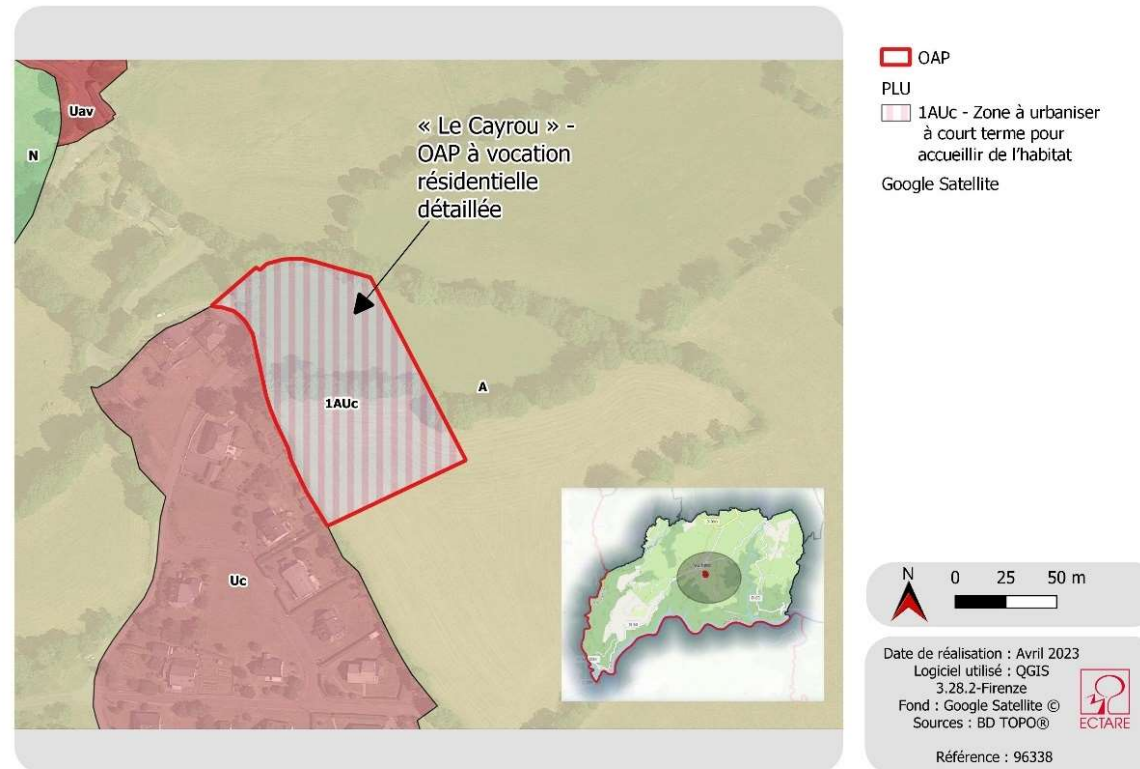 Uav
N
« Le Cayrou » -
OAP à vocation
résidentielle
détaillée
1AUc
A
Uc
OAP
PLU
1AUc - Zone à urbaniser
à court terme pour
accueillir de l'habitat
Google Satellite
N
0 25 50 m
Date de réalisation : Avril 2023
Logiciel utilisé : QGIS
3.28.2-Firenze
Fond : Google Satellite ©
Sources : BD TOPO®
ECTARE
Référence : 96338